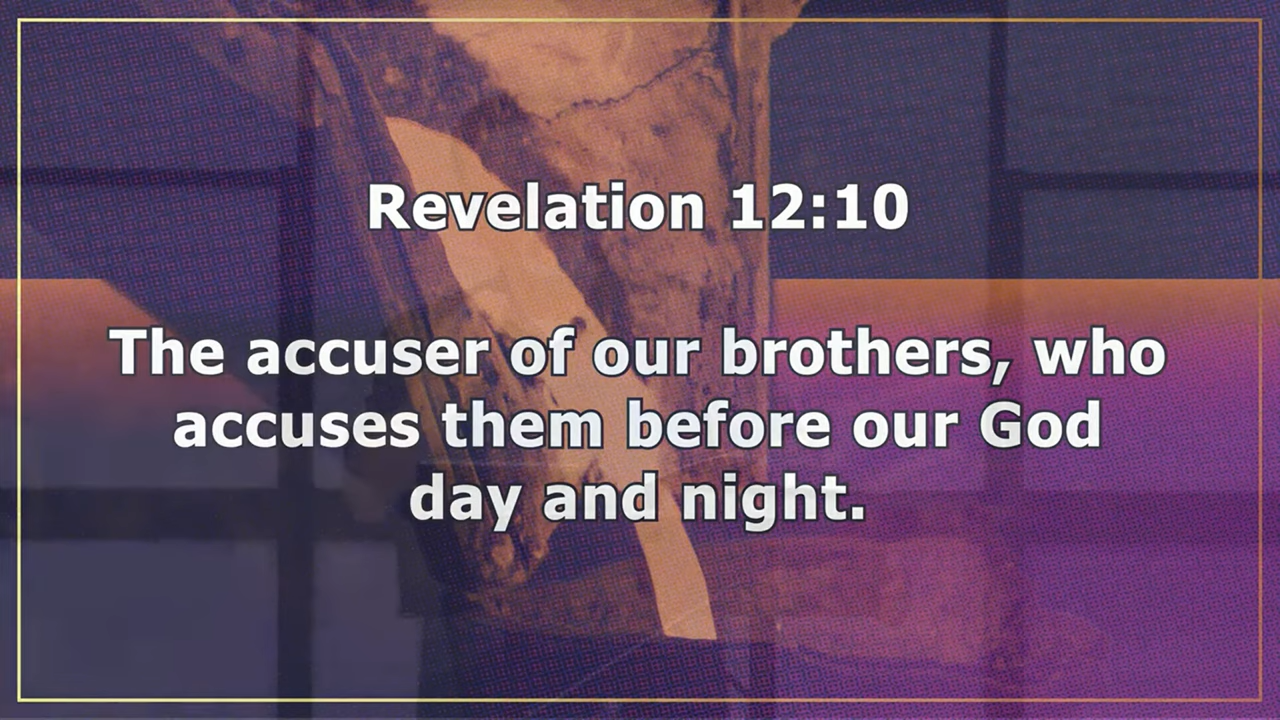 Revelation 12:10
The accuser of our brothers, who
accuses them before our God
day and night.